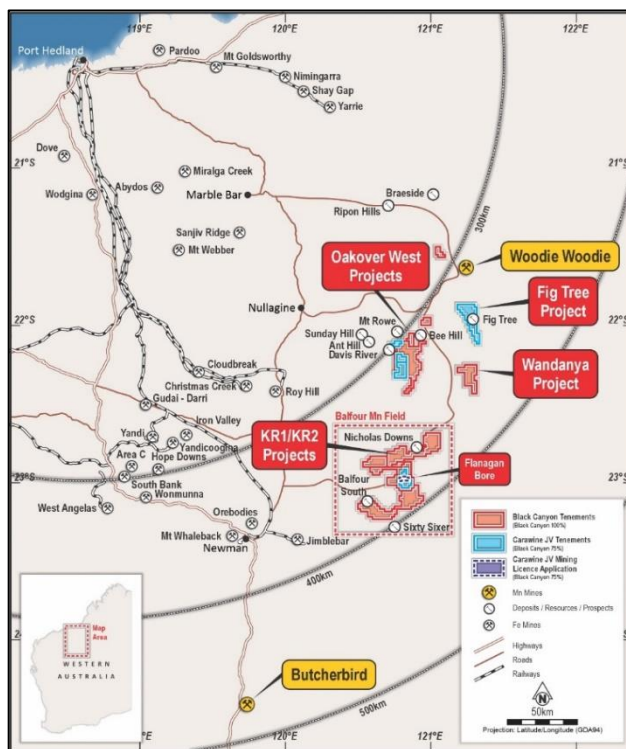 119°E
120°E
121°E
122°E
Port Hedland
Pardoo
Mt Goldsworthy
Nimingarra
Shay Gap
Yarrie
21°S
21°S
Dove
Wodgina
Abydos
Miralga Creek
Marble Bar
Braeside
Ripon Hills
Sanjiv Ridge
Mt Webber
300km
Woodie Woodie
Oakover West
Projects
Fig Tree
Project
22°S
22°S
Nullagine
Mt Rowe
Sunday Hill
Ant Hill
Davis River
Bee Hill
Fig Tree
Wandanya
Project
Cloudbreak
Christmas Creek
Roy Hill
Gudai - Darri
Iron Valley
Yandi
Yandicoogina
Area C
Hope Downs
South Bank
Wonmunna
West Angelas
Balfour Mn Field
KR1/KR2
Projects
Nicholas Downs
Flanagan
Bore
23°S
23°S
Balfour
South
Sixty Sixer
Orebodies
Mt Whaleback
Newman
Jimblebar
400km
Black Canyon Tenements
(Black Canyon 100%)
Carawine JV Tenements
(Black Canyon 75%)
Carawine JV Mining
Licence Application
(Black Canyon 75%)
Mn Mines
Deposits / Resources / Prospects
Fe Mines
Highways
Roads
Railways
N
50km
Projection: Latitude/Longitude (GDA94)
Map
Area
WESTERN
AUSTRALIA
24°S
Butcherbird
500km
119°E
120°E
121°E